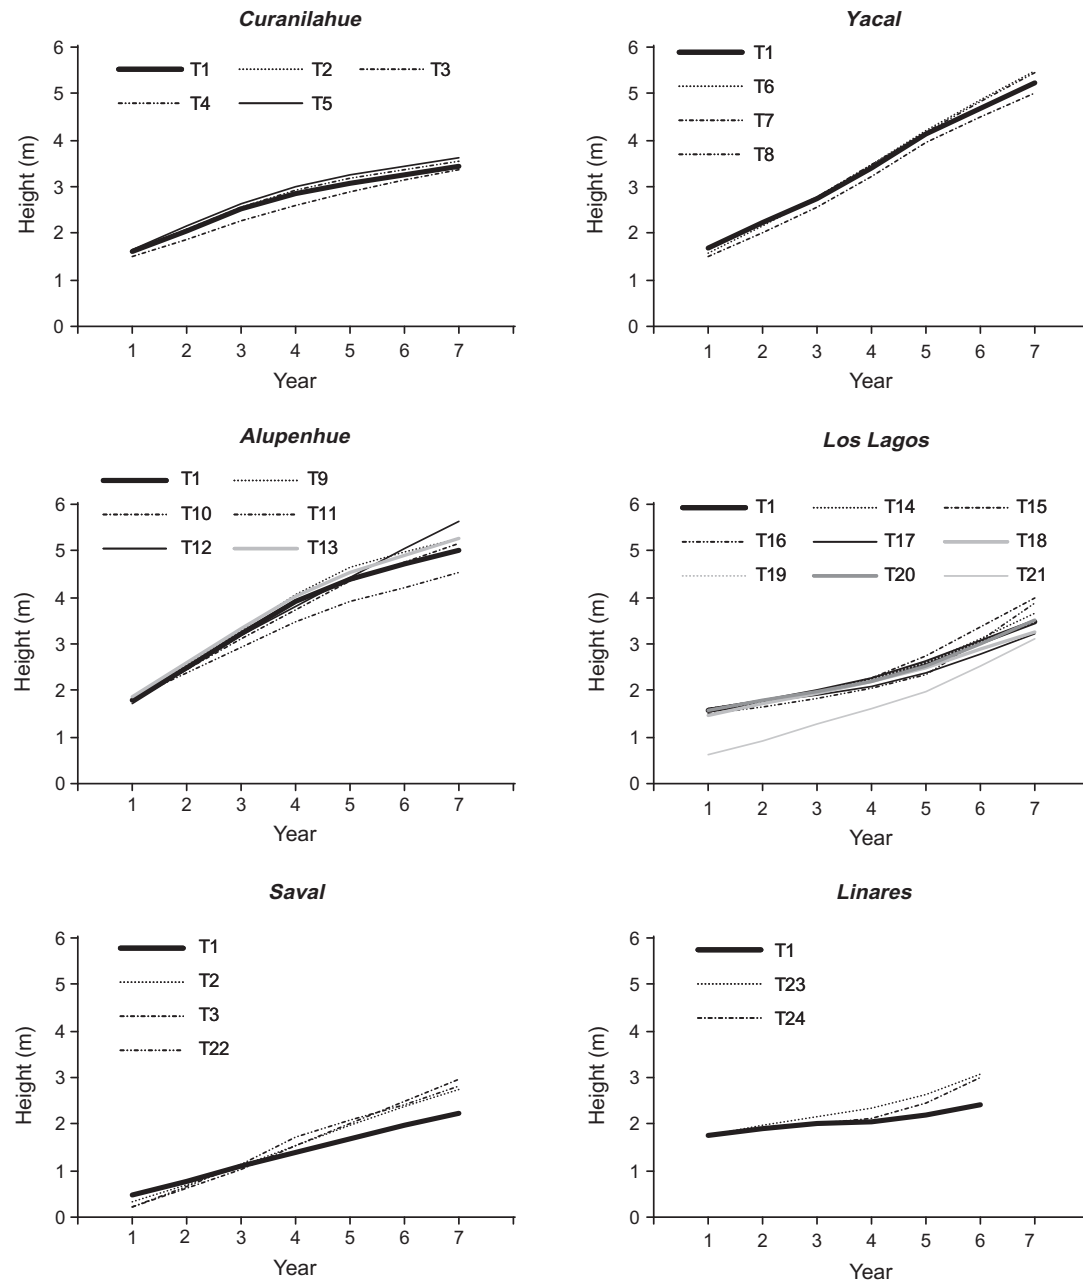 Curanilahue
6
5
4
3
2
1
0
Height (m)
T1 T2 T3
T4 T5
1 2 3 4 5 6 7
Year
Yacal
6
5
4
3
2
1
0
Height (m)
T1
T6
T7
T8
1 2 3 4 5 6 7
Year
Alupenhue
T1 T9
T10 T11
T12 T13
6
5
4
3
2
1
0
Height (m)
1 2 3 4 5 6 7
Year
Los Lagos
6
5
4
3
2
1
0
Height (m)
T1 T14 T15
T16 T17 T18
T19 T20 T21
1 2 3 4 5 6 7
Year
Saval
6
5
4
3
2
1
0
Height (m)
T1
T2
T3
T22
1 2 3 4 5 6 7
Year
Linares
6
5
4
3
2
1
0
Height (m)
T1
T23
T24
1 2 3 4 5 6 7
Year